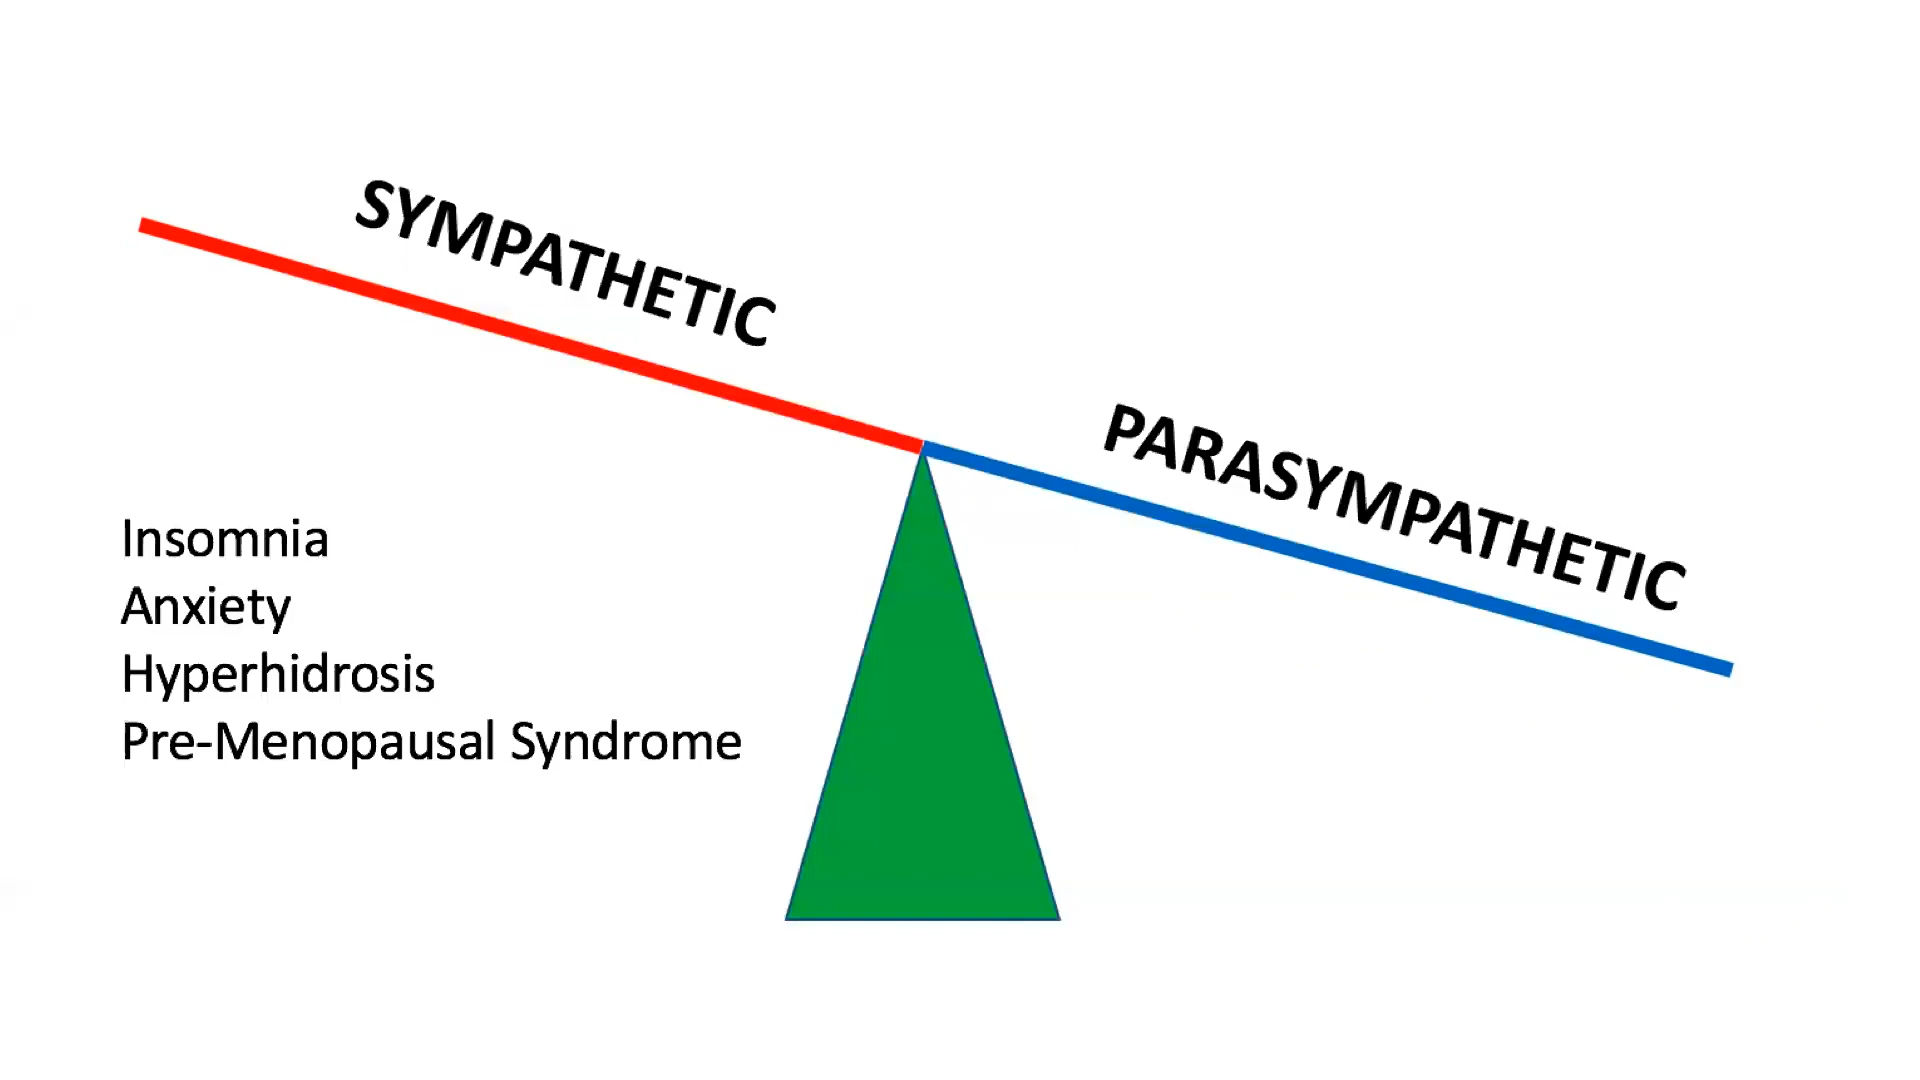 SYMPATHETIC
PARASYMPATHETIC
Insomnia
Anxiety
Hyperhidrosis
Pre-Menopausal Syndrome